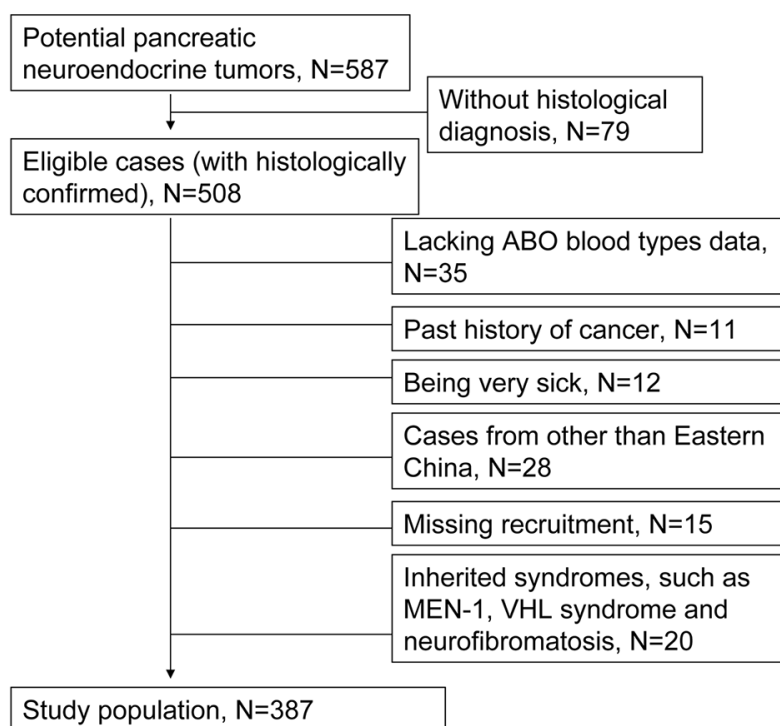 Potential pancreatic
neuroendocrine tumors, N=587
Without histological
diagnosis, N=79
Eligible cases (with histologically
confirmed), N=508
Lacking ABO blood types data,
N=35
Past history of cancer, N=11
Being very sick, N=12
Cases from other than Eastern
China, N=28
Missing recruitment, N=15
Inherited syndromes, such as
MEN-1, VHL syndrome and
neurofibromatosis, N=20
Study population, N=387